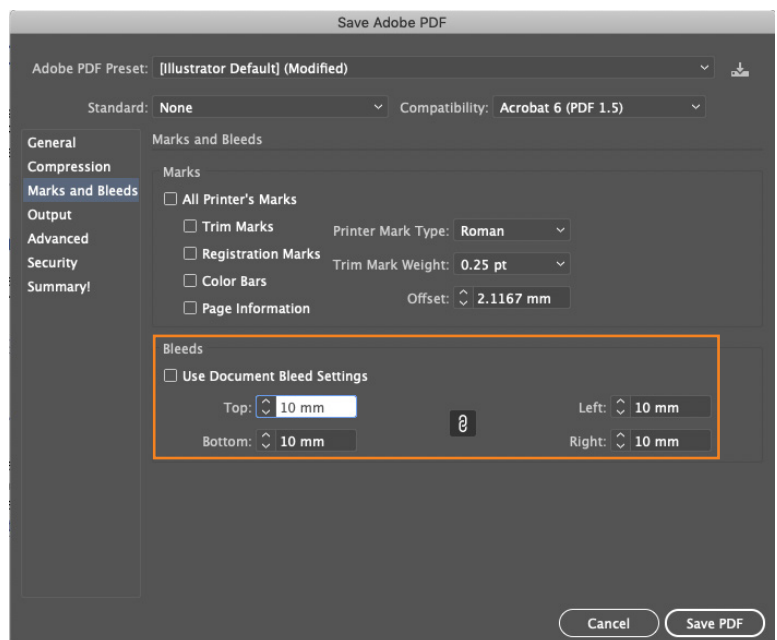 Save Adobe PDF
Adobe PDF Preset: [Illustrator Default] (Modified)
Standard: None Compatibility: Acrobat 6 (PDF 1.5)
General
Compression
Marks and Bleeds
Output
Advanced
Security
Summary!
Marks and Bleeds
Marks
All Printer's Marks
Trim Marks
Registration Marks
Color Bars
Page Information
Printer Mark Type: Roman
Trim Mark Weight: 0.25 pt
Offset: 2.1167 mm
Bleeds
Use Document Bleed Settings
Top: 10 mm Left: 10 mm
Bottom: 10 mm Right: 10 mm
Cancel Save PDF